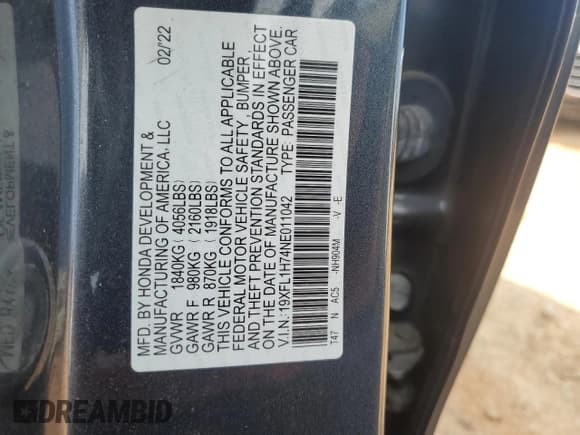 MFD. BY HONDA DEVELOPMENT &
MANUFACTURING OF AMERICA, LLC 02/22
GVWR 1840KG ( 4056LBS)
GAWR F 980KG ( 2160LBS)
GAWR R 870KG ( 1918LBS)
THIS VEHICLE CONFORMS TO ALL APPLICABLE
FEDERAL MOTOR VEHICLE SAFETY, BUMPER,
AND THEFT PREVENTION STANDARDS IN EFFECT
ON THE DATE OF MANUFACTURE SHOWN ABOVE.
V.I.N.: 19XFL1H74NE011042 TYPE: PASSENGER CAR
T47 N AC5 -NH904M -V -E
DREAMBID